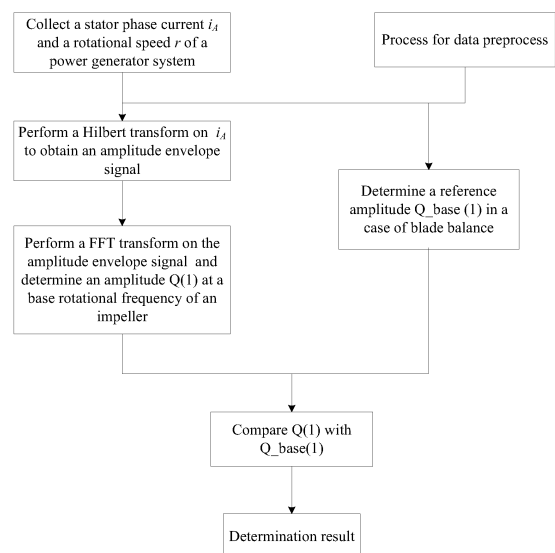 Collect a stator phase current i_A
and a rotational speed r of a
power generator system
Process for data preprocess
Perform a Hilbert transform on i_A
to obtain an amplitude envelope
signal
Determine a reference
amplitude Q_base (1) in a
case of blade balance
Perform a FFT transform on the
amplitude envelope signal and
determine an amplitude Q(1) at a
base rotational frequency of an
impeller
Compare Q(1) with
Q_base(1)
Determination result